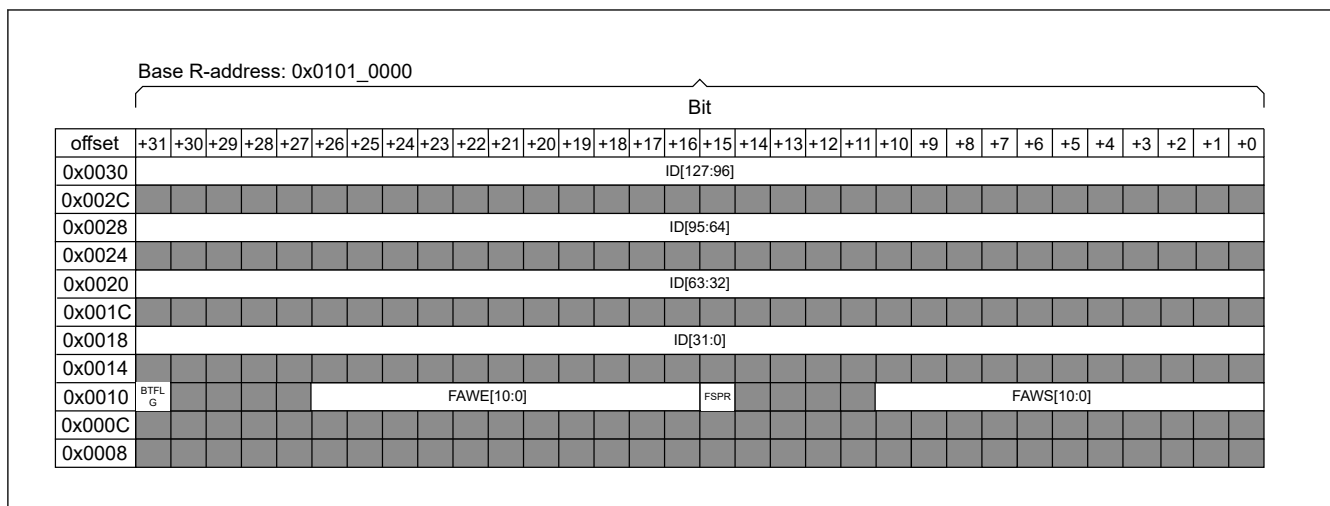 Base R-address: 0x0101_0000
Bit
offset +31 +30 +29 +28 +27 +26 +25 +24 +23 +22 +21 +20 +19 +18 +17 +16 +15 +14 +13 +12 +11 +10 +9 +8 +7 +6 +5 +4 +3 +2 +1 +0
0x0030 ID[127:96]
0x002C
0x0028 ID[95:64]
0x0024
0x0020 ID[63:32]
0x001C
0x0018 ID[31:0]
0x0014
0x0010 BTFL G FAWE[10:0] FSPR FAWS[10:0]
0x000C
0x0008